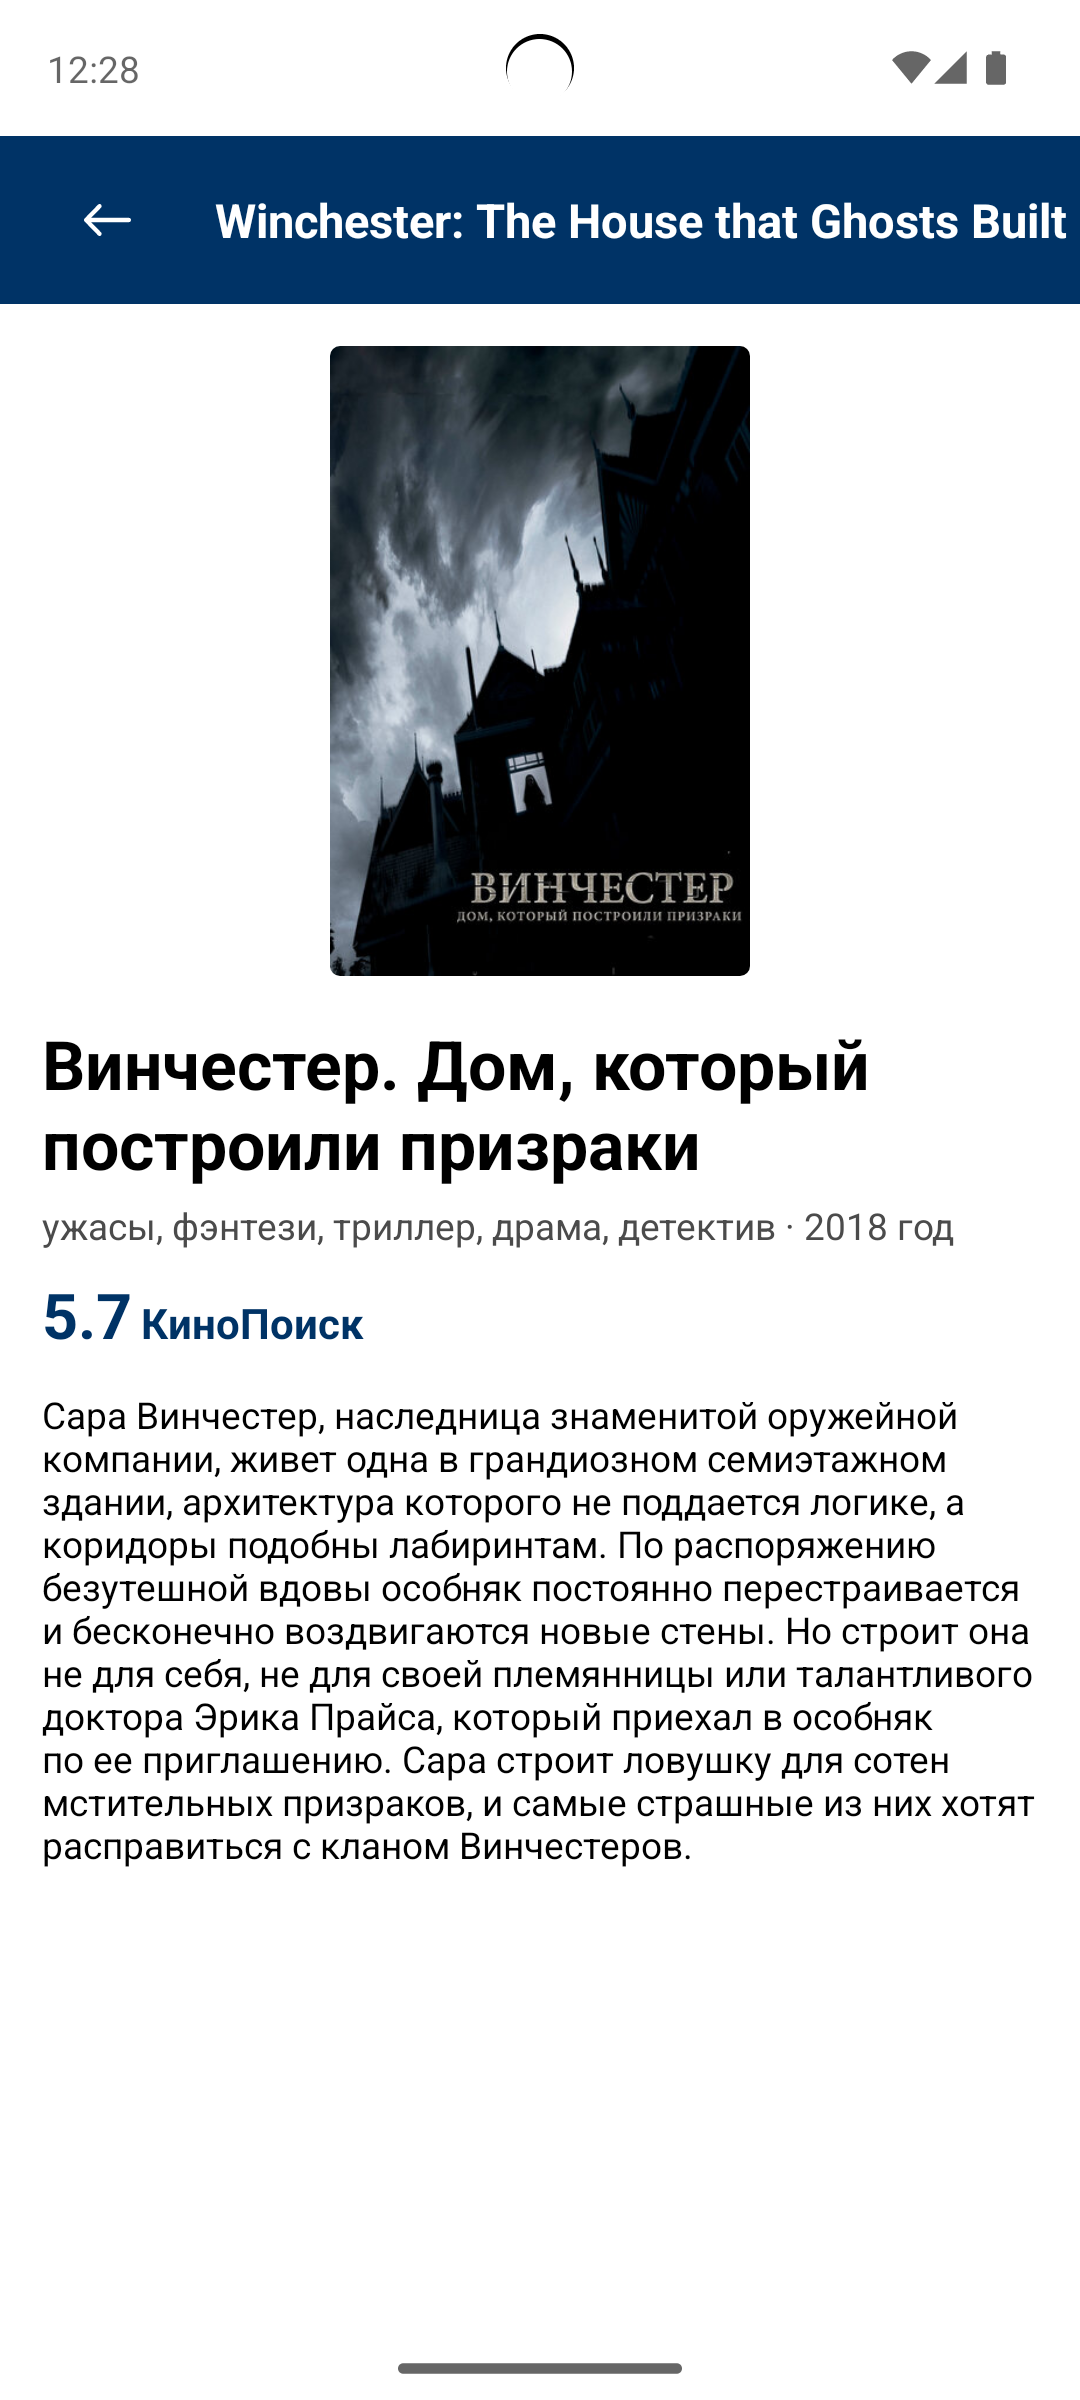 12:28
Winchester: The House that Ghosts Built
ВИНЧЕСТЕР
ДОМ, КОТОРЫЙ ПОСТРОИЛИ ПРИЗРАКИ
Винчестер. Дом, который
построили призраки
ужасы, фэнтези, триллер, драма, детектив · 2018 год
5.7 КиноПоиск
Сара Винчестер, наследница знаменитой оружейной
компании, живет одна в грандиозном семиэтажном
здании, архитектура которого не поддается логике, а
коридоры подобны лабиринтам. По распоряжению
безутешной вдовы особняк постоянно перестраивается
и бесконечно воздвигаются новые стены. Но строит она
не для себя, не для своей племянницы или талантливого
доктора Эрика Прайса, который приехал в особняк
по ее приглашению. Сара строит ловушку для сотен
мстительных призраков, и самые страшные из них хотят
расправиться с кланом Винчестеров.